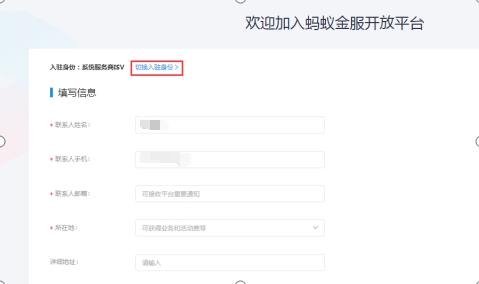 欢迎加入蚂蚁金服开放平台
入驻身份：系统服务商ISV 切换入驻身份>
填写信息
* 联系人姓名：
* 联系人手机：
* 联系人邮箱： 可接收平台重要通知
* 所在地： 可获得业务和活动推荐
详细地址： 请输入